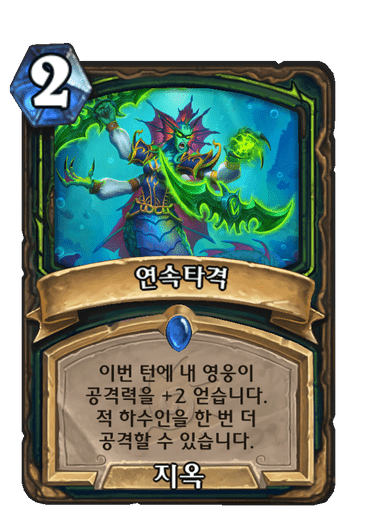 2
연속타격
이번 턴에 내 영웅이
공격력을 +2 얻습니다.
적 하수인을 한 번 더
공격할 수 있습니다.
지옥